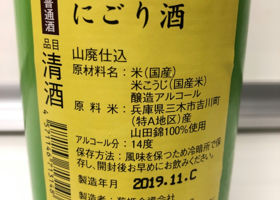 普通酒
にごり酒
品目 清酒
山廃仕込
原材料名:米(国産)
米こうじ(国産米)
醸造アルコール
原料米:兵庫県三木市吉川町
(特A地区)産
山田錦100%使用
アルコール分:14度
保存方法:風味を保つため冷暗所で保
存し、開封後お早めにお飲みください。
製造年月 2019.11.C